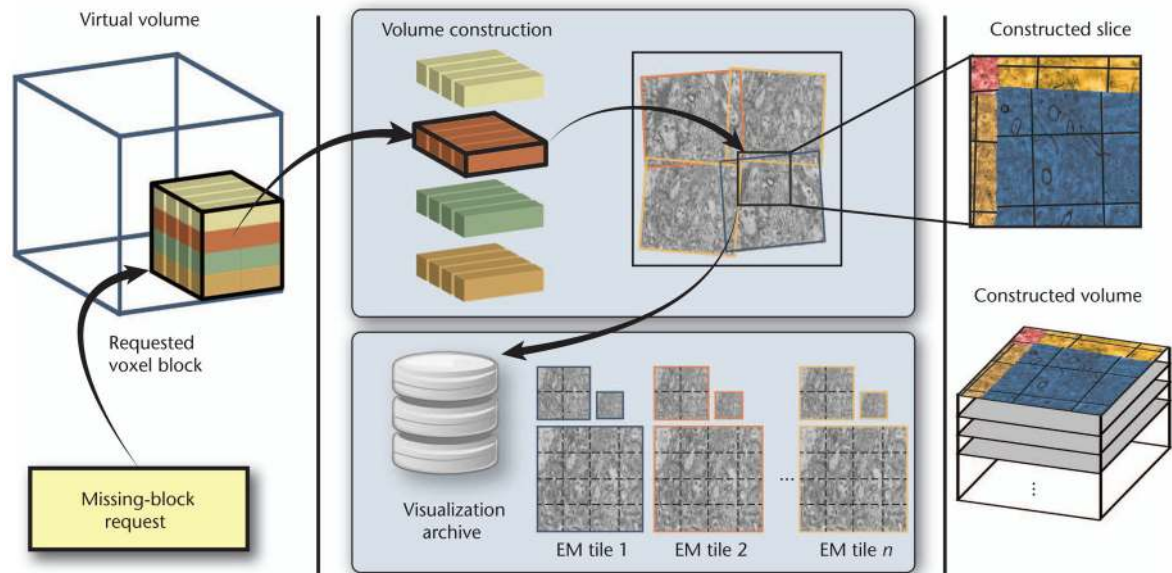 Virtual volume
Requested
voxel block
Missing-block
request
Volume construction
Visualization
archive
EM tile 1
EM tile 2
...
EM tile n
Constructed slice
Constructed volume
⋮